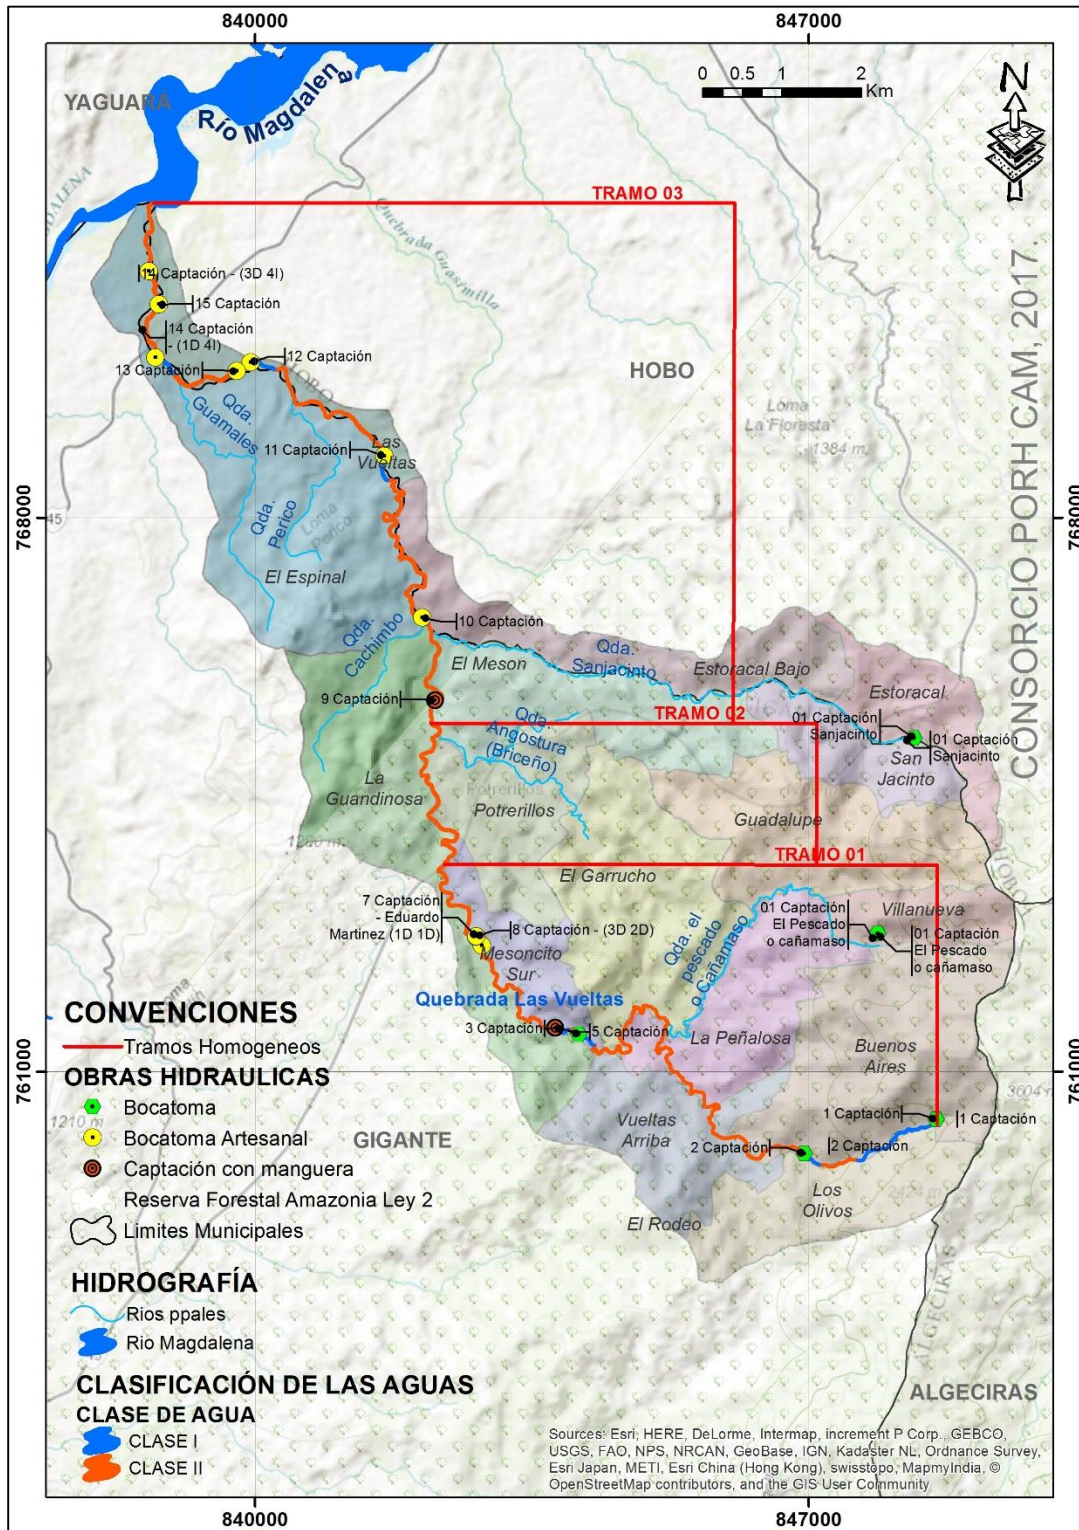 840000
847000
YAGUARÁ
Río Magdalena
0 0.5 1 2
Km
N
TRAMO 03
CONSORCIO PORH CAM, 2017.
Quebrada Guasimilla
14 Captación - (3D 4I)
15 Captación
14 Captación
- (1D 4I)
12 Captación
13 Captación
HOBO
HOBO
Loma
La Floresta
1384 m
Qda.
Guamales
11 Captación
Las
Vueltas
768000
768000
Qda.
Perico
Loma
Perico
El Espinal
10 Captación
Qda.
Cachimbo
El Meson
Qda.
Sanjacinto
Estoracal Bajo
Estoracal
9 Captación
TRAMO 02
01 Captación
Sanjacinto
01 Captación
Sanjacinto
San
Jacinto
Qda.
Angostura
(Briceño)
La
Guandinosa
Potrerillos
Potrerillos
Guadalupe
TRAMO 01
HOBO
El Garrucho
7 Captación
- Eduardo
Martinez (1D 1D)
8 Captación - (3D 2D)
Mesoncito
Sur
Qda. el
pescado
o Cañamaso
01 Captación
El Pescado
o cañamaso
Villanueva
01 Captación
El Pescado
o cañamaso
Quebrada Las Vueltas
3 Captación
5 Captación
La Peñalosa
Buenos
Aires
761000
761000
3604 m
1210 m
GIGANTE
Vueltas
Arriba
1 Captación
1 Captación
2 Captación
2 Captación
Los
Olivos
El Rodeo
ALGECIRAS
ALGECIRAS
CONVENCIONES
Tramos Homogeneos
OBRAS HIDRAULICAS
Bocatoma
Bocatoma Artesanal
Captación con manguera
Reserva Forestal Amazonia Ley 2
Limites Municipales
HIDROGRAFÍA
Rios ppales
Rio Magdalena
CLASIFICACIÓN DE LAS AGUAS
CLASE DE AGUA
CLASE I
CLASE II
Sources: Esri, HERE, DeLorme, Intermap, increment P Corp., GEBCO,
USGS, FAO, NPS, NRCAN, GeoBase, IGN, Kadaster NL, Ordnance Survey,
Esri Japan, METI, Esri China (Hong Kong), swisstopo, MapmyIndia, ©
OpenStreetMap contributors, and the GIS User Community
840000
847000